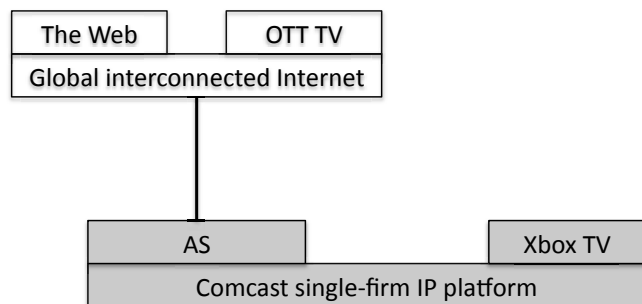 The Web
OTT TV
Global interconnected Internet
AS
Xbox TV
Comcast single-firm IP platform